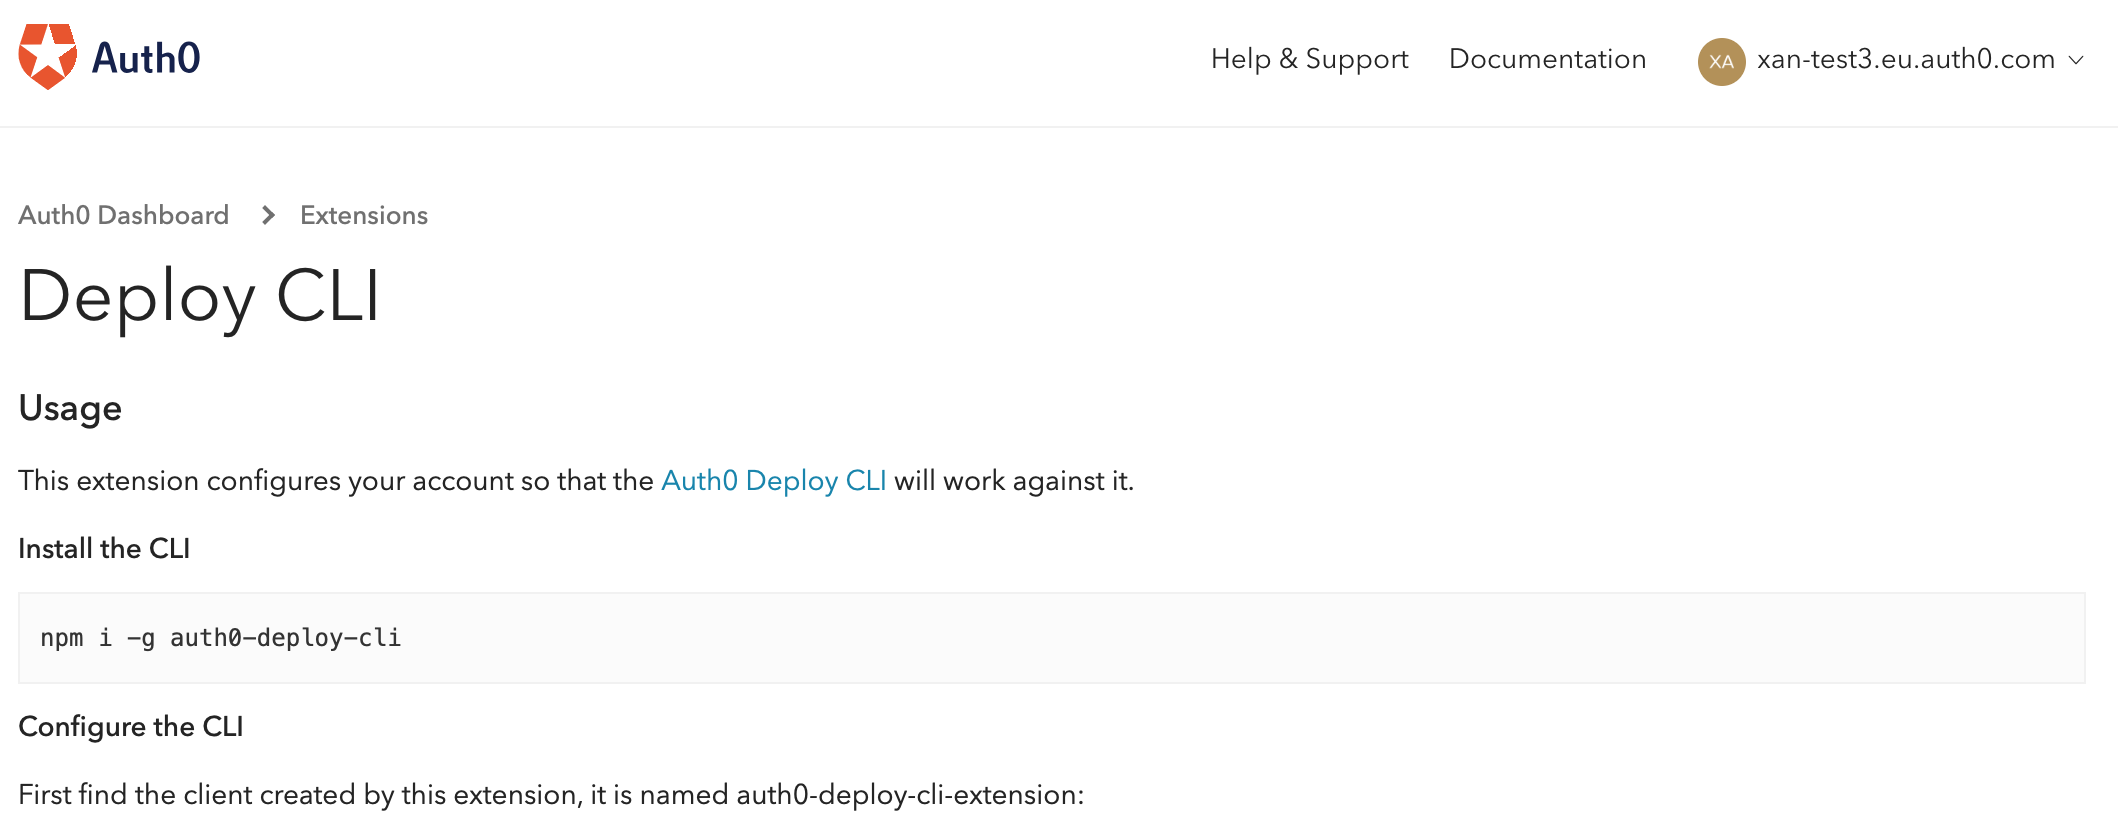 Auth0
Help & Support
Documentation
XA
xan-test3.eu.auth0.com
Auth0 Dashboard
Extensions
Deploy CLI
Usage
This extension configures your account so that the Auth0 Deploy CLI will work against it.
Install the CLI
npm i -g auth0-deploy-cli
Configure the CLI
First find the client created by this extension, it is named auth0-deploy-cli-extension: